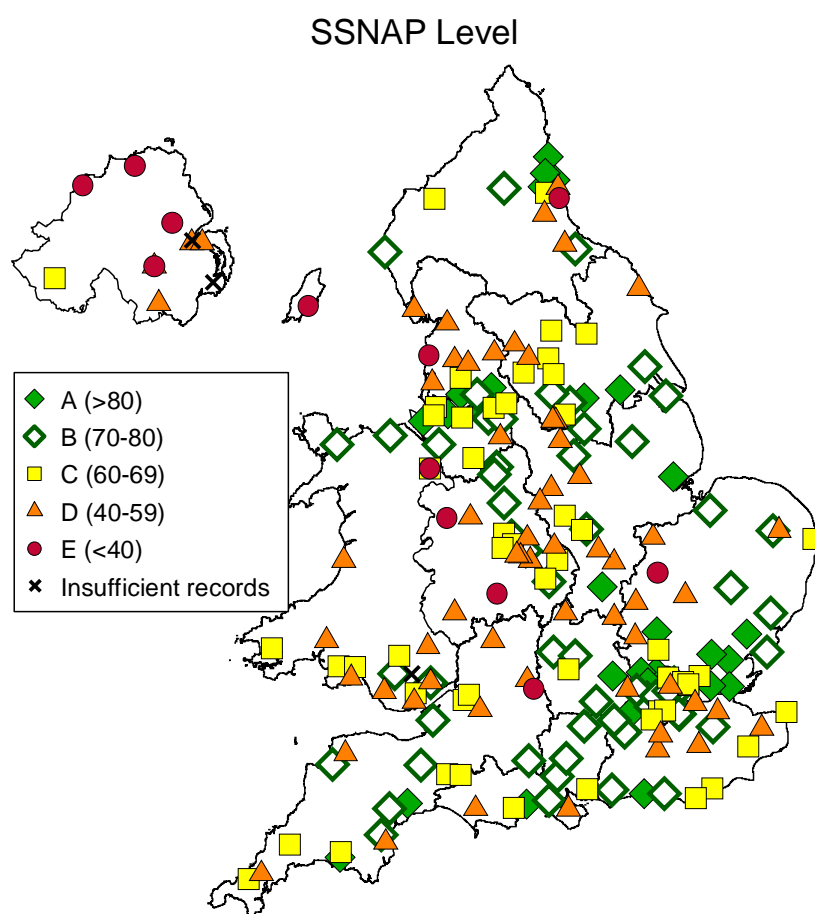 SSNAP Level
A (>80)
B (70-80)
C (60-69)
D (40-59)
E (<40)
Insufficient records